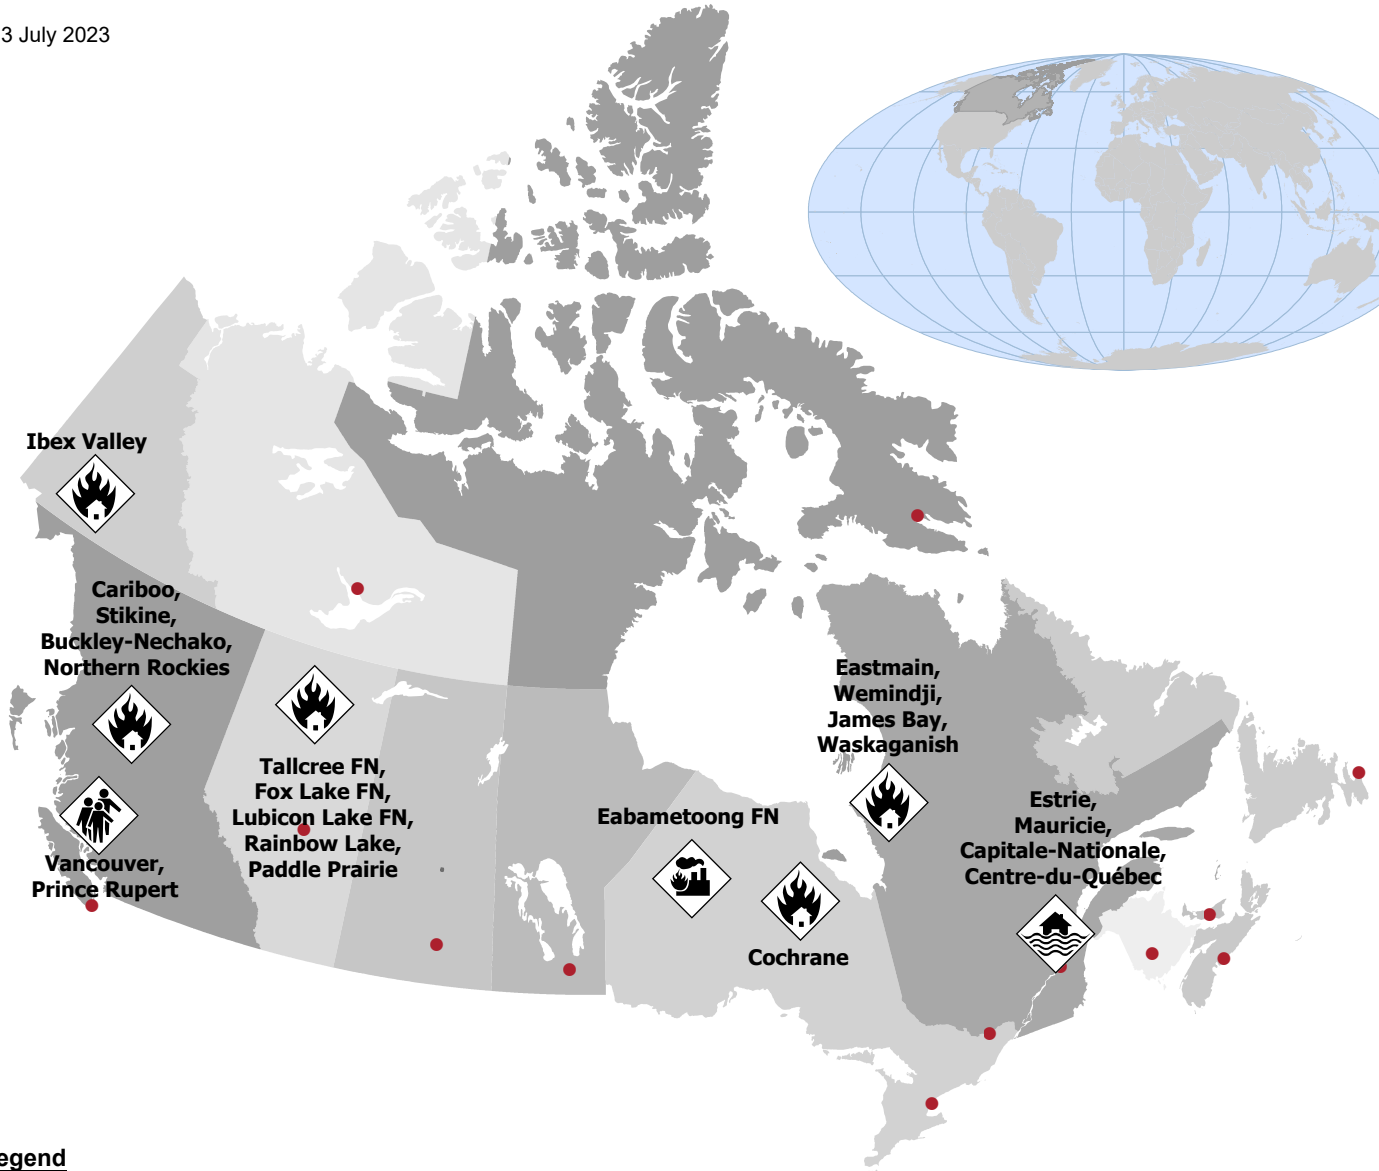 3 July 2023
Ibex Valley
Cariboo,
Stikine,
Buckley-Nechako,
Northern Rockies
Vancouver,
Prince Rupert
Tallcree FN,
Fox Lake FN,
Lubicon Lake FN,
Rainbow Lake,
Paddle Prairie
Eabametoong FN
Cochrane
Eastmain,
Wemindji,
James Bay,
Waskaganish
Estrie,
Mauricie,
Capitale-Nationale,
Centre-du-Québec
egend